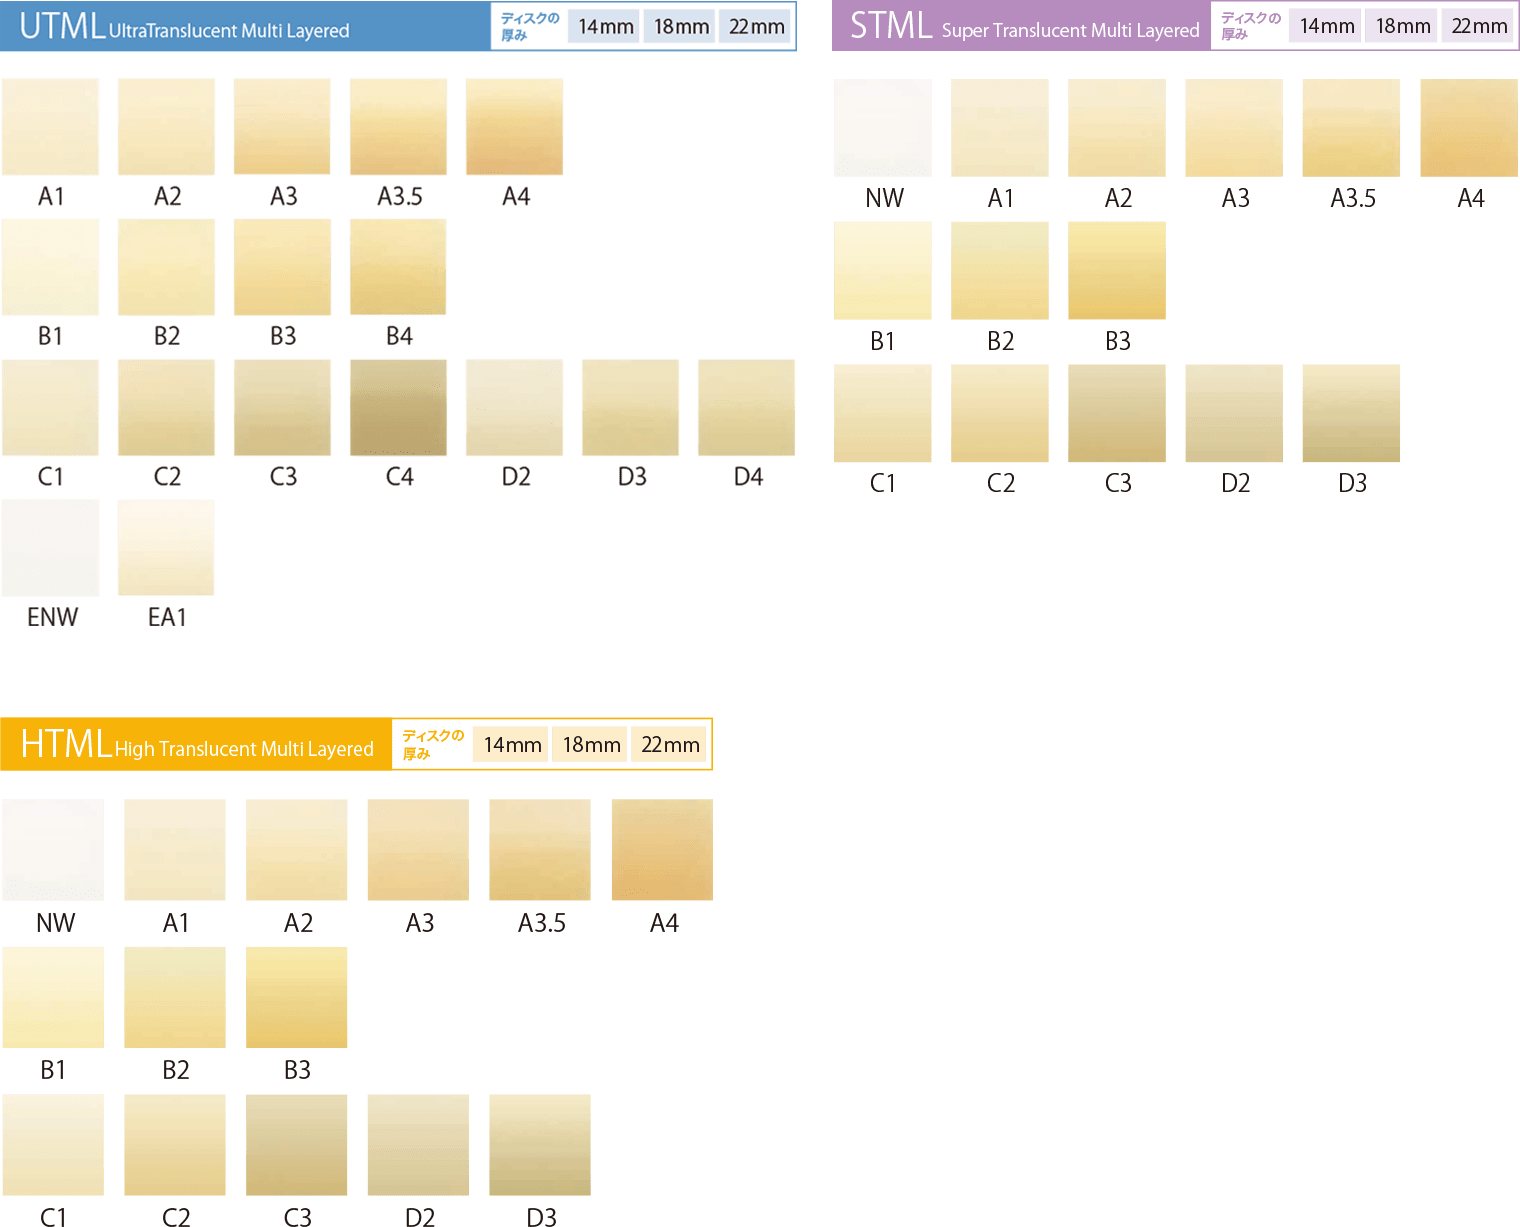 UTML UltraTranslucent Multi Layered
ディスクの
厚み
14mm 18mm 22mm
A1 A2 A3 A3.5 A4
B1 B2 B3 B4
C1 C2 C3 C4 D2 D3 D4
ENW EA1
STML Super Translucent Multi Layered
ディスクの
厚み
14mm 18mm 22mm
NW A1 A2 A3 A3.5 A4
B1 B2 B3
C1 C2 C3 D2 D3
HTML High Translucent Multi Layered
ディスクの
厚み
14mm 18mm 22mm
NW A1 A2 A3 A3.5 A4
B1 B2 B3
C1 C2 C3 D2 D3